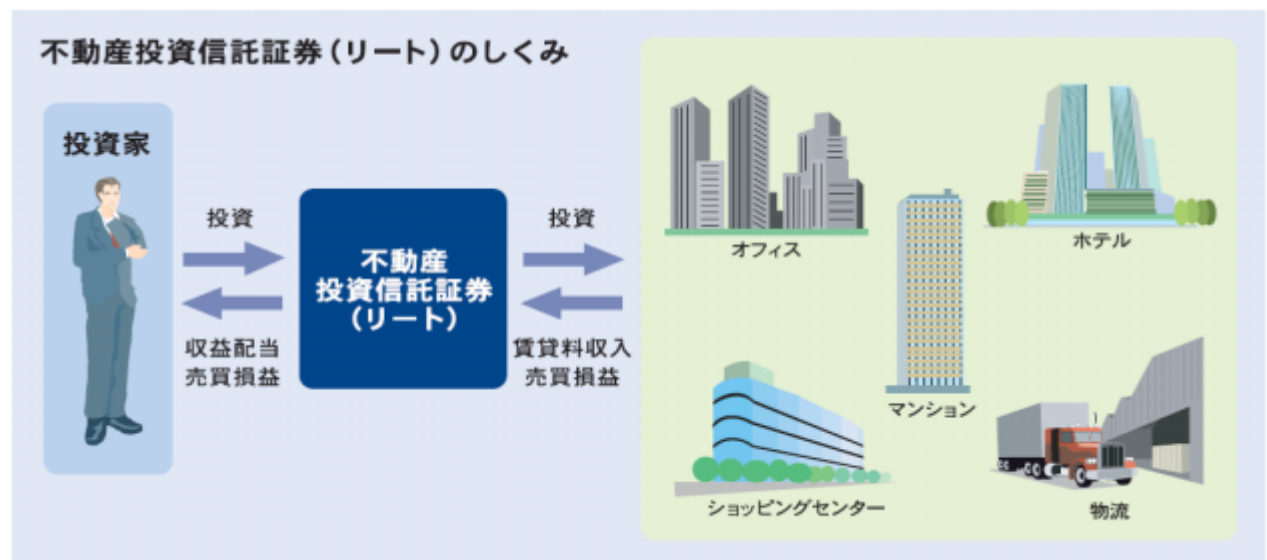 不動産投資信託証券(リート)のしくみ
投資家
投資
収益配当
売買損益
不動産
投資信託証券
(リート)
投資
賃貸料収入
売買損益
オフィス
ホテル
マンション
ショッピングセンター
物流